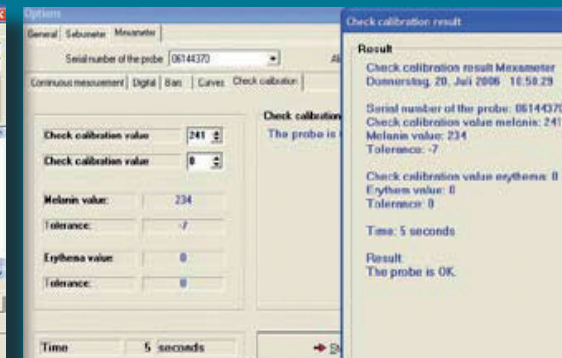 Options
General Sebumeter Mexameter
Serial number of the probe 06144370
Continuous mesurement Digital Bars Curves Check calibration
Check calibration value 241
Check calibration value 0
Melanin value: 234
Tolerance: -7
Erythema value 0
Tolerance: 0
Time 5 seconds
Check calibration
The probe is
Check calibration result
Result
Check calibration result Mexameter
Donnerstag, 20. Juli 2006 10:58:29
Serial number of the probe: 06144370
Check calibration value melanin: 241
Melanin value: 234
Tolerance: -7
Check calibration value erythema: 0
Erythem value: 0
Tolerance: 0
Time: 5 seconds
Result
The probe is OK.